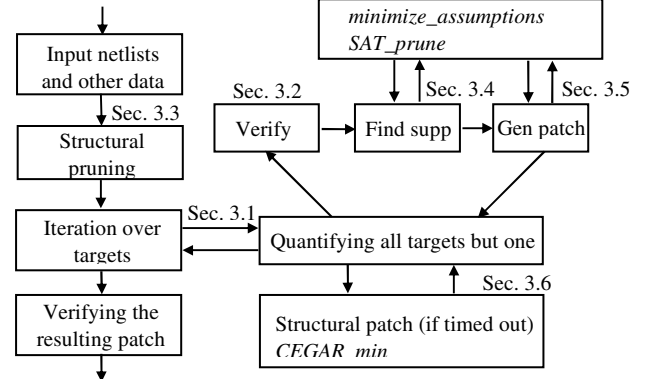 minimize_assumptions
SAT_prune
Input netlists
and other data
Sec. 3.3
Sec. 3.2
Sec. 3.4
Sec. 3.5
Verify
Find supp
Gen patch
Structural
pruning
Sec. 3.1
Iteration over
targets
Quantifying all targets but one
Sec. 3.6
Verifying the
resulting patch
Structural patch (if timed out)
CEGAR_min